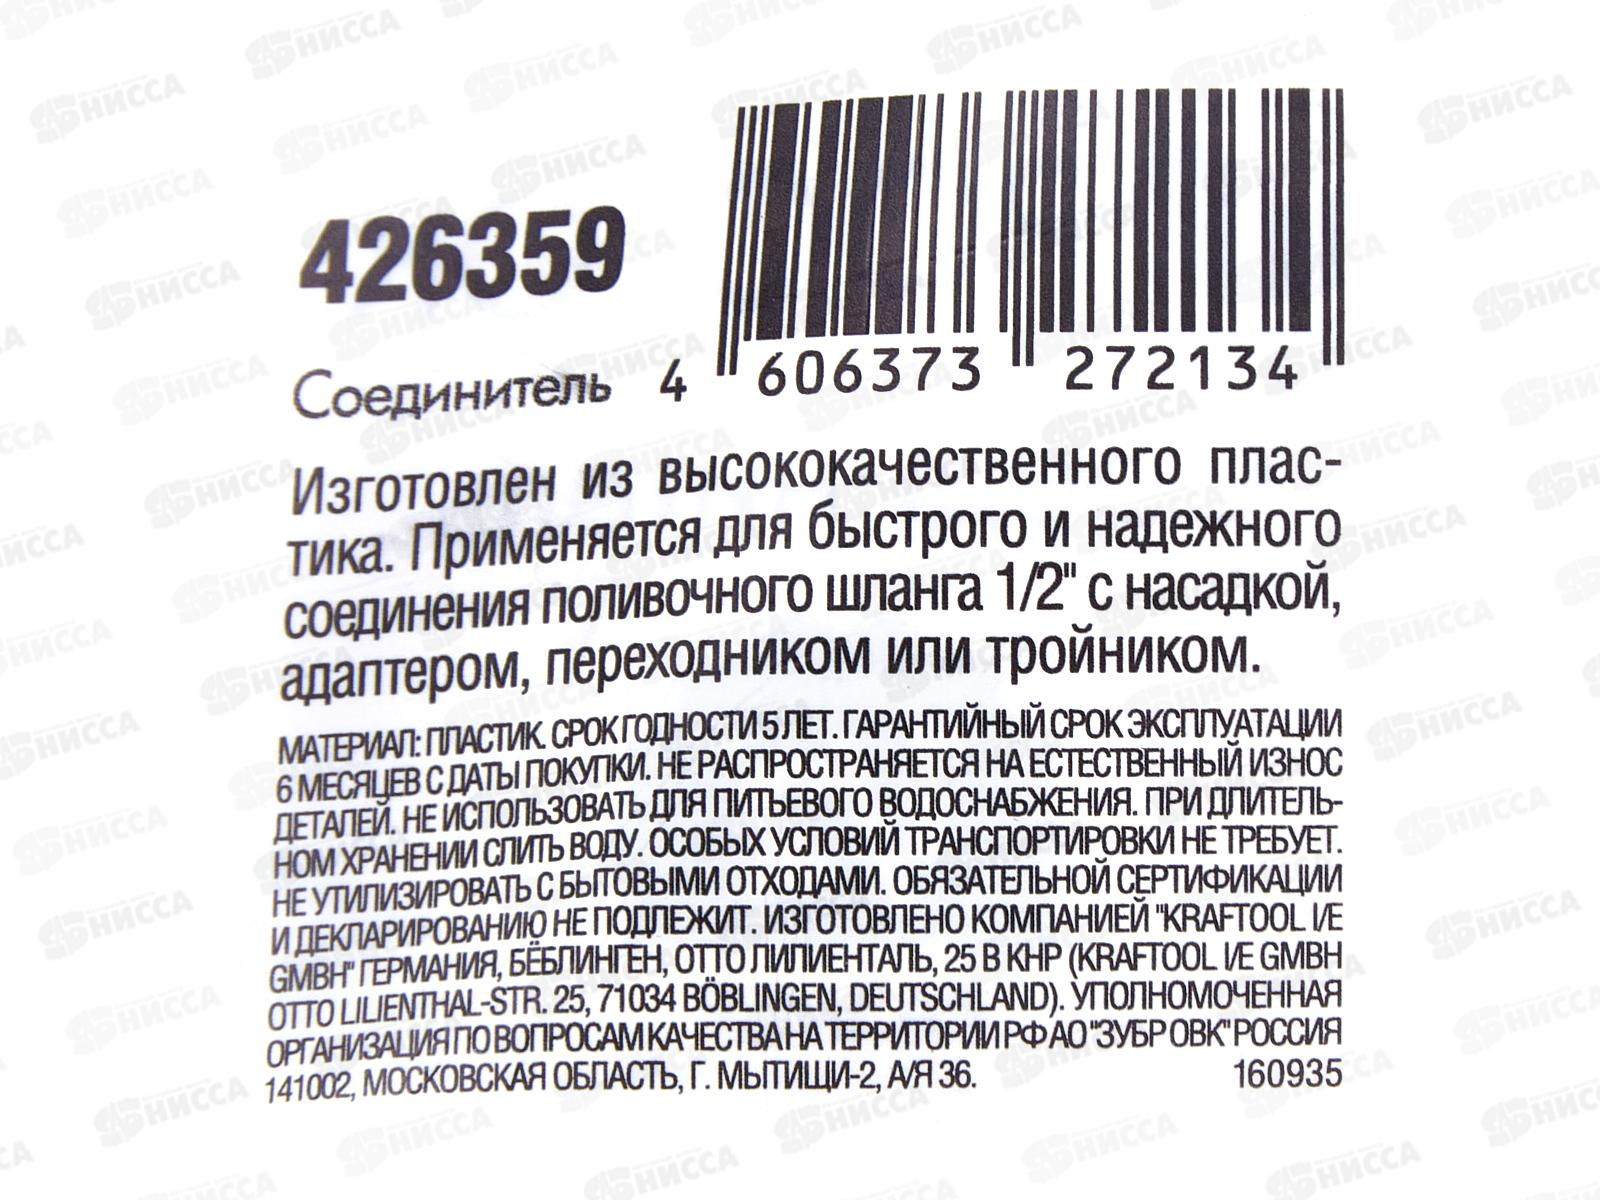 426359
Соединитель 4 606373 272134
Изготовлен из высококачественного плас-
тика. Применяется для быстрого и надежного
соединения поливочного шланга 1/2" с насадкой,
адаптером, переходником или тройником.
МАТЕРИАЛ: ПЛАСТИК. СРОК ГОДНОСТИ 5 ЛЕТ. ГАРАНТИЙНЫЙ СРОК ЭКСПЛУАТАЦИИ
6 МЕСЯЦЕВ С ДАТЫ ПОКУПКИ. НЕ РАСПРОСТРАНЯЕТСЯ НА ЕСТЕСТВЕННЫЙ ИЗНОС
ДЕТАЛЕЙ. НЕ ИСПОЛЬЗОВАТЬ ДЛЯ ПИТЬЕВОГО ВОДОСНАБЖЕНИЯ. ПРИ ДЛИТЕЛЬ-
НОМ ХРАНЕНИИ СЛИТЬ ВОДУ. ОСОБЫХ УСЛОВИЙ ТРАНСПОРТИРОВКИ НЕ ТРЕБУЕТ.
НЕ УТИЛИЗИРОВАТЬ С БЫТОВЫМИ ОТХОДАМИ. ОБЯЗАТЕЛЬНОЙ СЕРТИФИКАЦИИ
И ДЕКЛАРИРОВАНИЮ НЕ ПОДЛЕЖИТ. ИЗГОТОВЛЕНО КОМПАНИЕЙ "KRAFTOOL I/E
GMBH" ГЕРМАНИЯ, БЁБЛИНГЕН, ОТТО ЛИЛИЕНТАЛЬ, 25 В КНР (KRAFTOOL I/E GMBH
OTTO LILIENTHAL-STR. 25, 71034 BÖBLINGEN, DEUTSCHLAND). УПОЛНОМОЧЕННАЯ
ОРГАНИЗАЦИЯ ПО ВОПРОСАМ КАЧЕСТВА НА ТЕРРИТОРИИ РФ АО "ЗУБР ОВК" РОССИЯ
141002, МОСКОВСКАЯ ОБЛАСТЬ, Г. МЫТИЩИ-2, А/Я 36. 160935